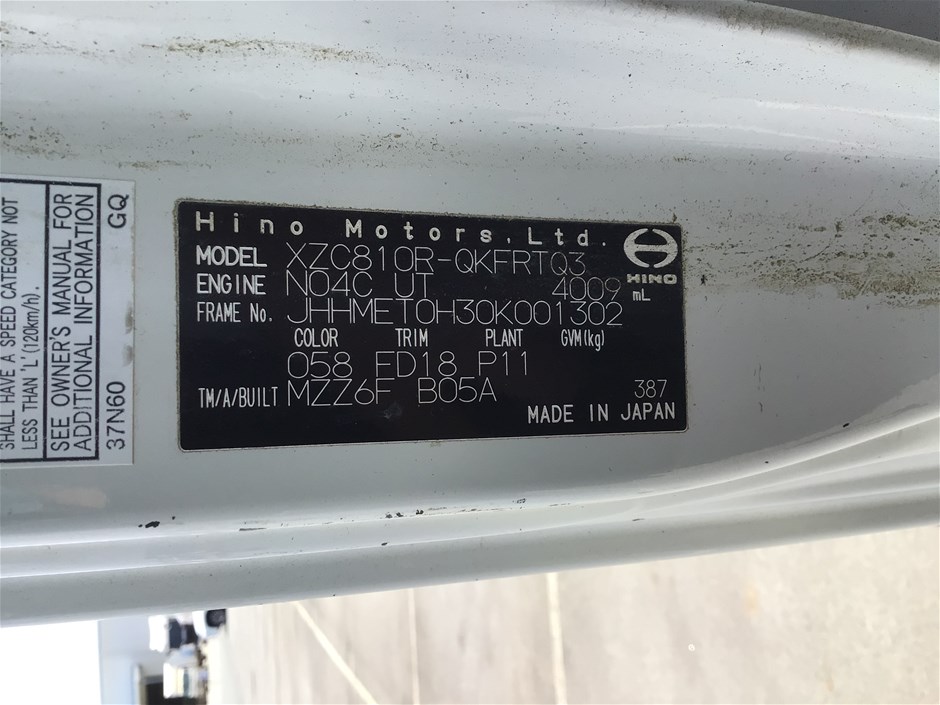 SHALL HAVE A SPEED CATEGORY NOT
LESS THAN 'L' (120km/h).
SEE OWNER'S MANUAL FOR
ADDITIONAL INFORMATION
37N60 GQ
Hino Motors,Ltd.
HINO
MODEL XZC810R-QKFRTQ3
ENGINE N04C UT 4009 mL
FRAME No. JHHMET0H30K001302
COLOR TRIM PLANT GVM(kg)
058 FD18 P11
TM/A/BUILT MZZ6F B05A 387
MADE IN JAPAN